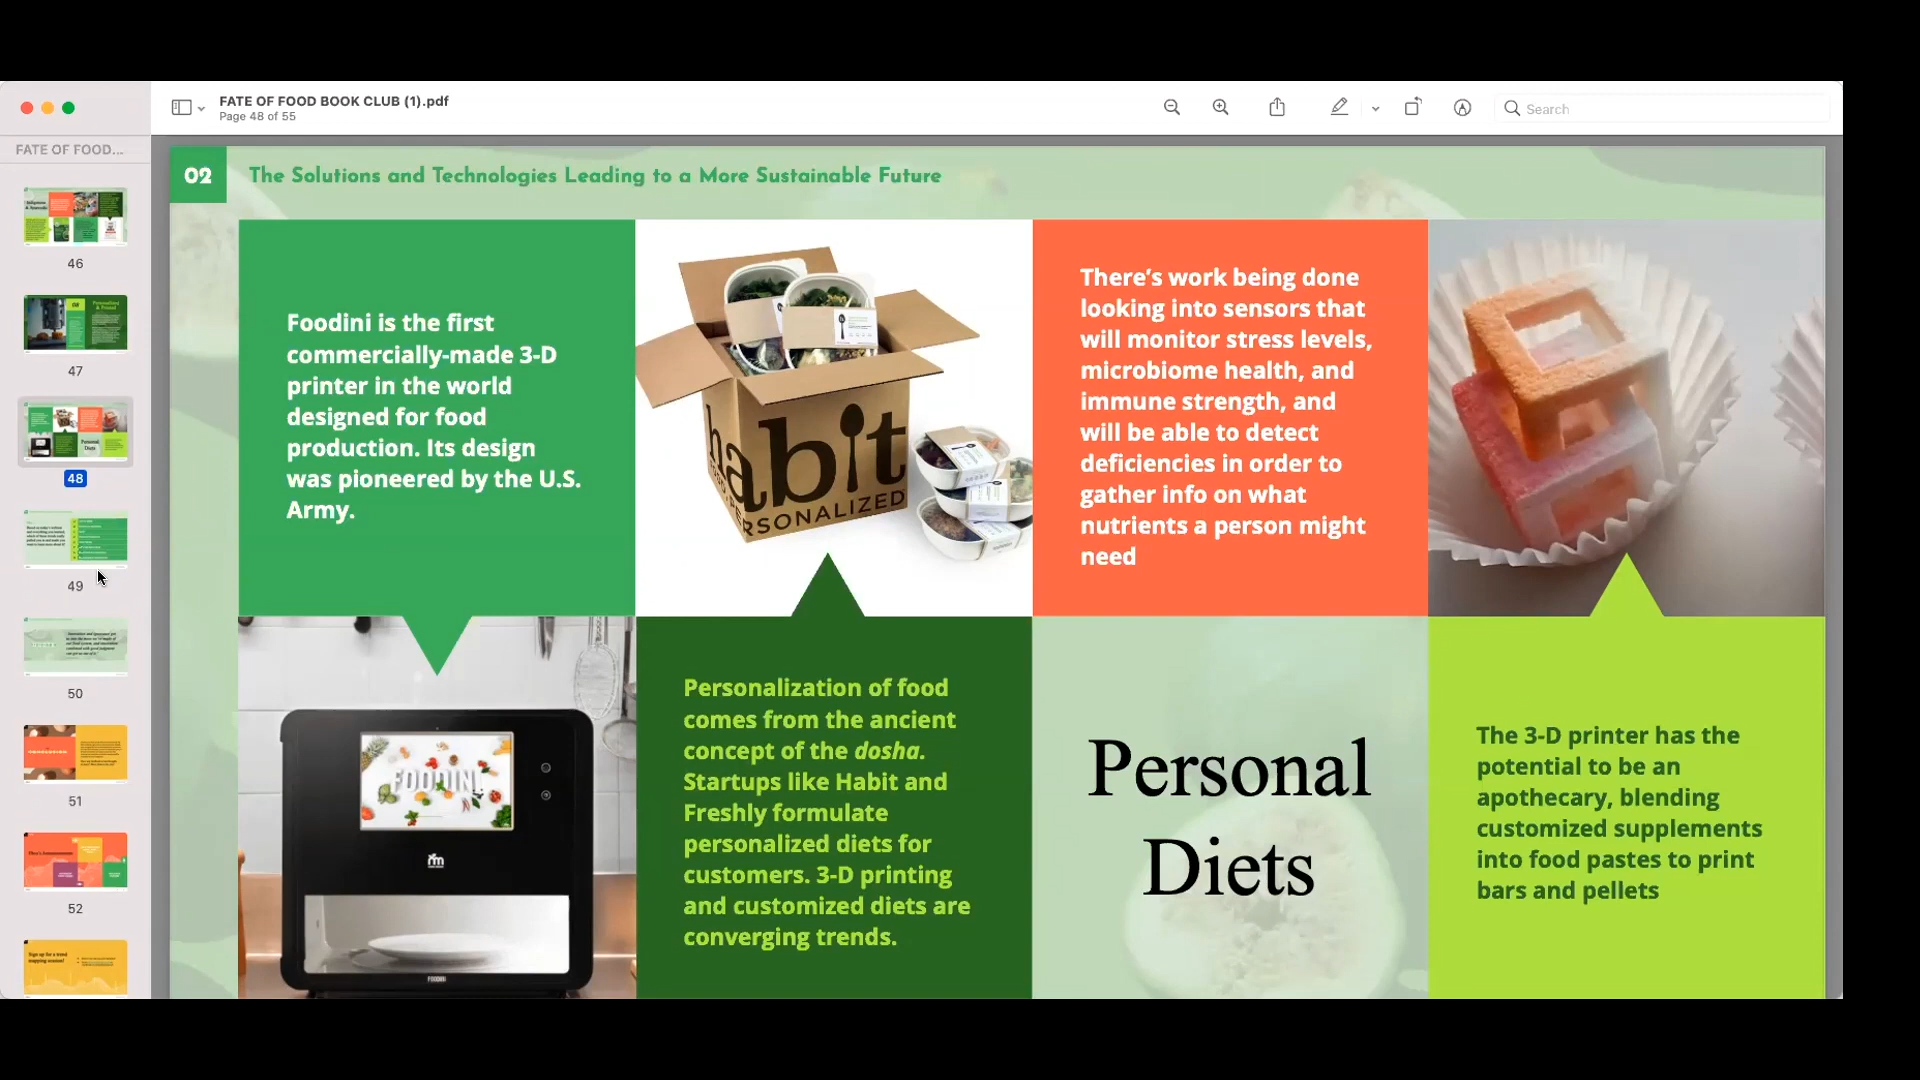 FATE OF FOOD BOOK CLUB (1).pdf
Page 48 of 55
Search
FATE OF FOOD...
46
47
48
49
50
51
52
02
The Solutions and Technologies Leading to a More Sustainable Future
Foodini is the first
commercially-made 3-D
printer in the world
designed for food
production. Its design
was pioneered by the U.S.
Army.
habit
PERSONALIZED
There's work being done
looking into sensors that
will monitor stress levels,
microbiome health, and
immune strength, and
will be able to detect
deficiencies in order to
gather info on what
nutrients a person might
need
FOODINI
FOODINI
Personalization of food
comes from the ancient
concept of the dosha.
Startups like Habit and
Freshly formulate
personalized diets for
customers. 3-D printing
and customized diets are
converging trends.
Personal
Diets
The 3-D printer has the
potential to be an
apothecary, blending
customized supplements
into food pastes to print
bars and pellets